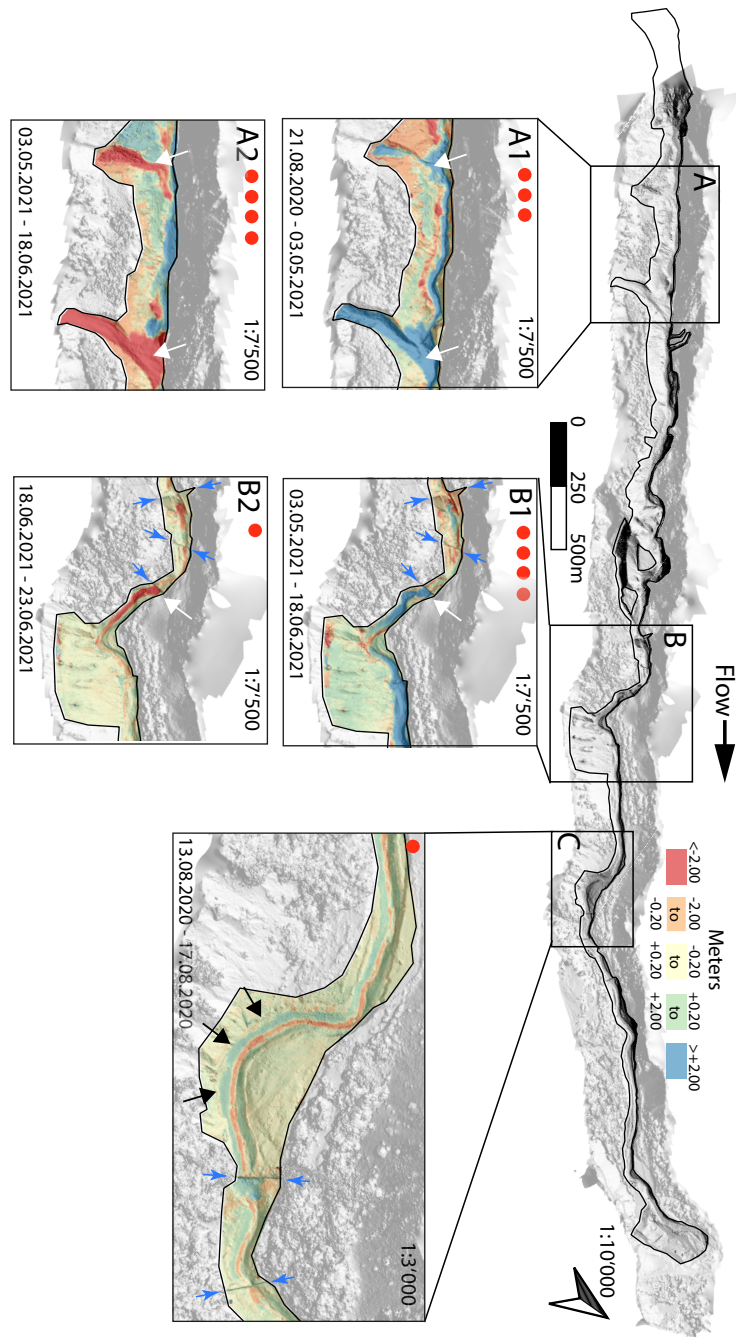 A
B
C
Flow
0
250
500m
1:10’000
Meters
<-2.00
-2.00
to
-0.20
-0.20
to
+0.20
+0.20
to
+2.00
>+2.00
A1
1:7’500
21.08.2020 - 03.05.2021
A2
1:7’500
03.05.2021 - 18.06.2021
B1
1:7’500
03.05.2021 - 18.06.2021
B2
1:7’500
18.06.2021 - 23.06.2021
1:3’000
13.08.2020 - 17.08.2020